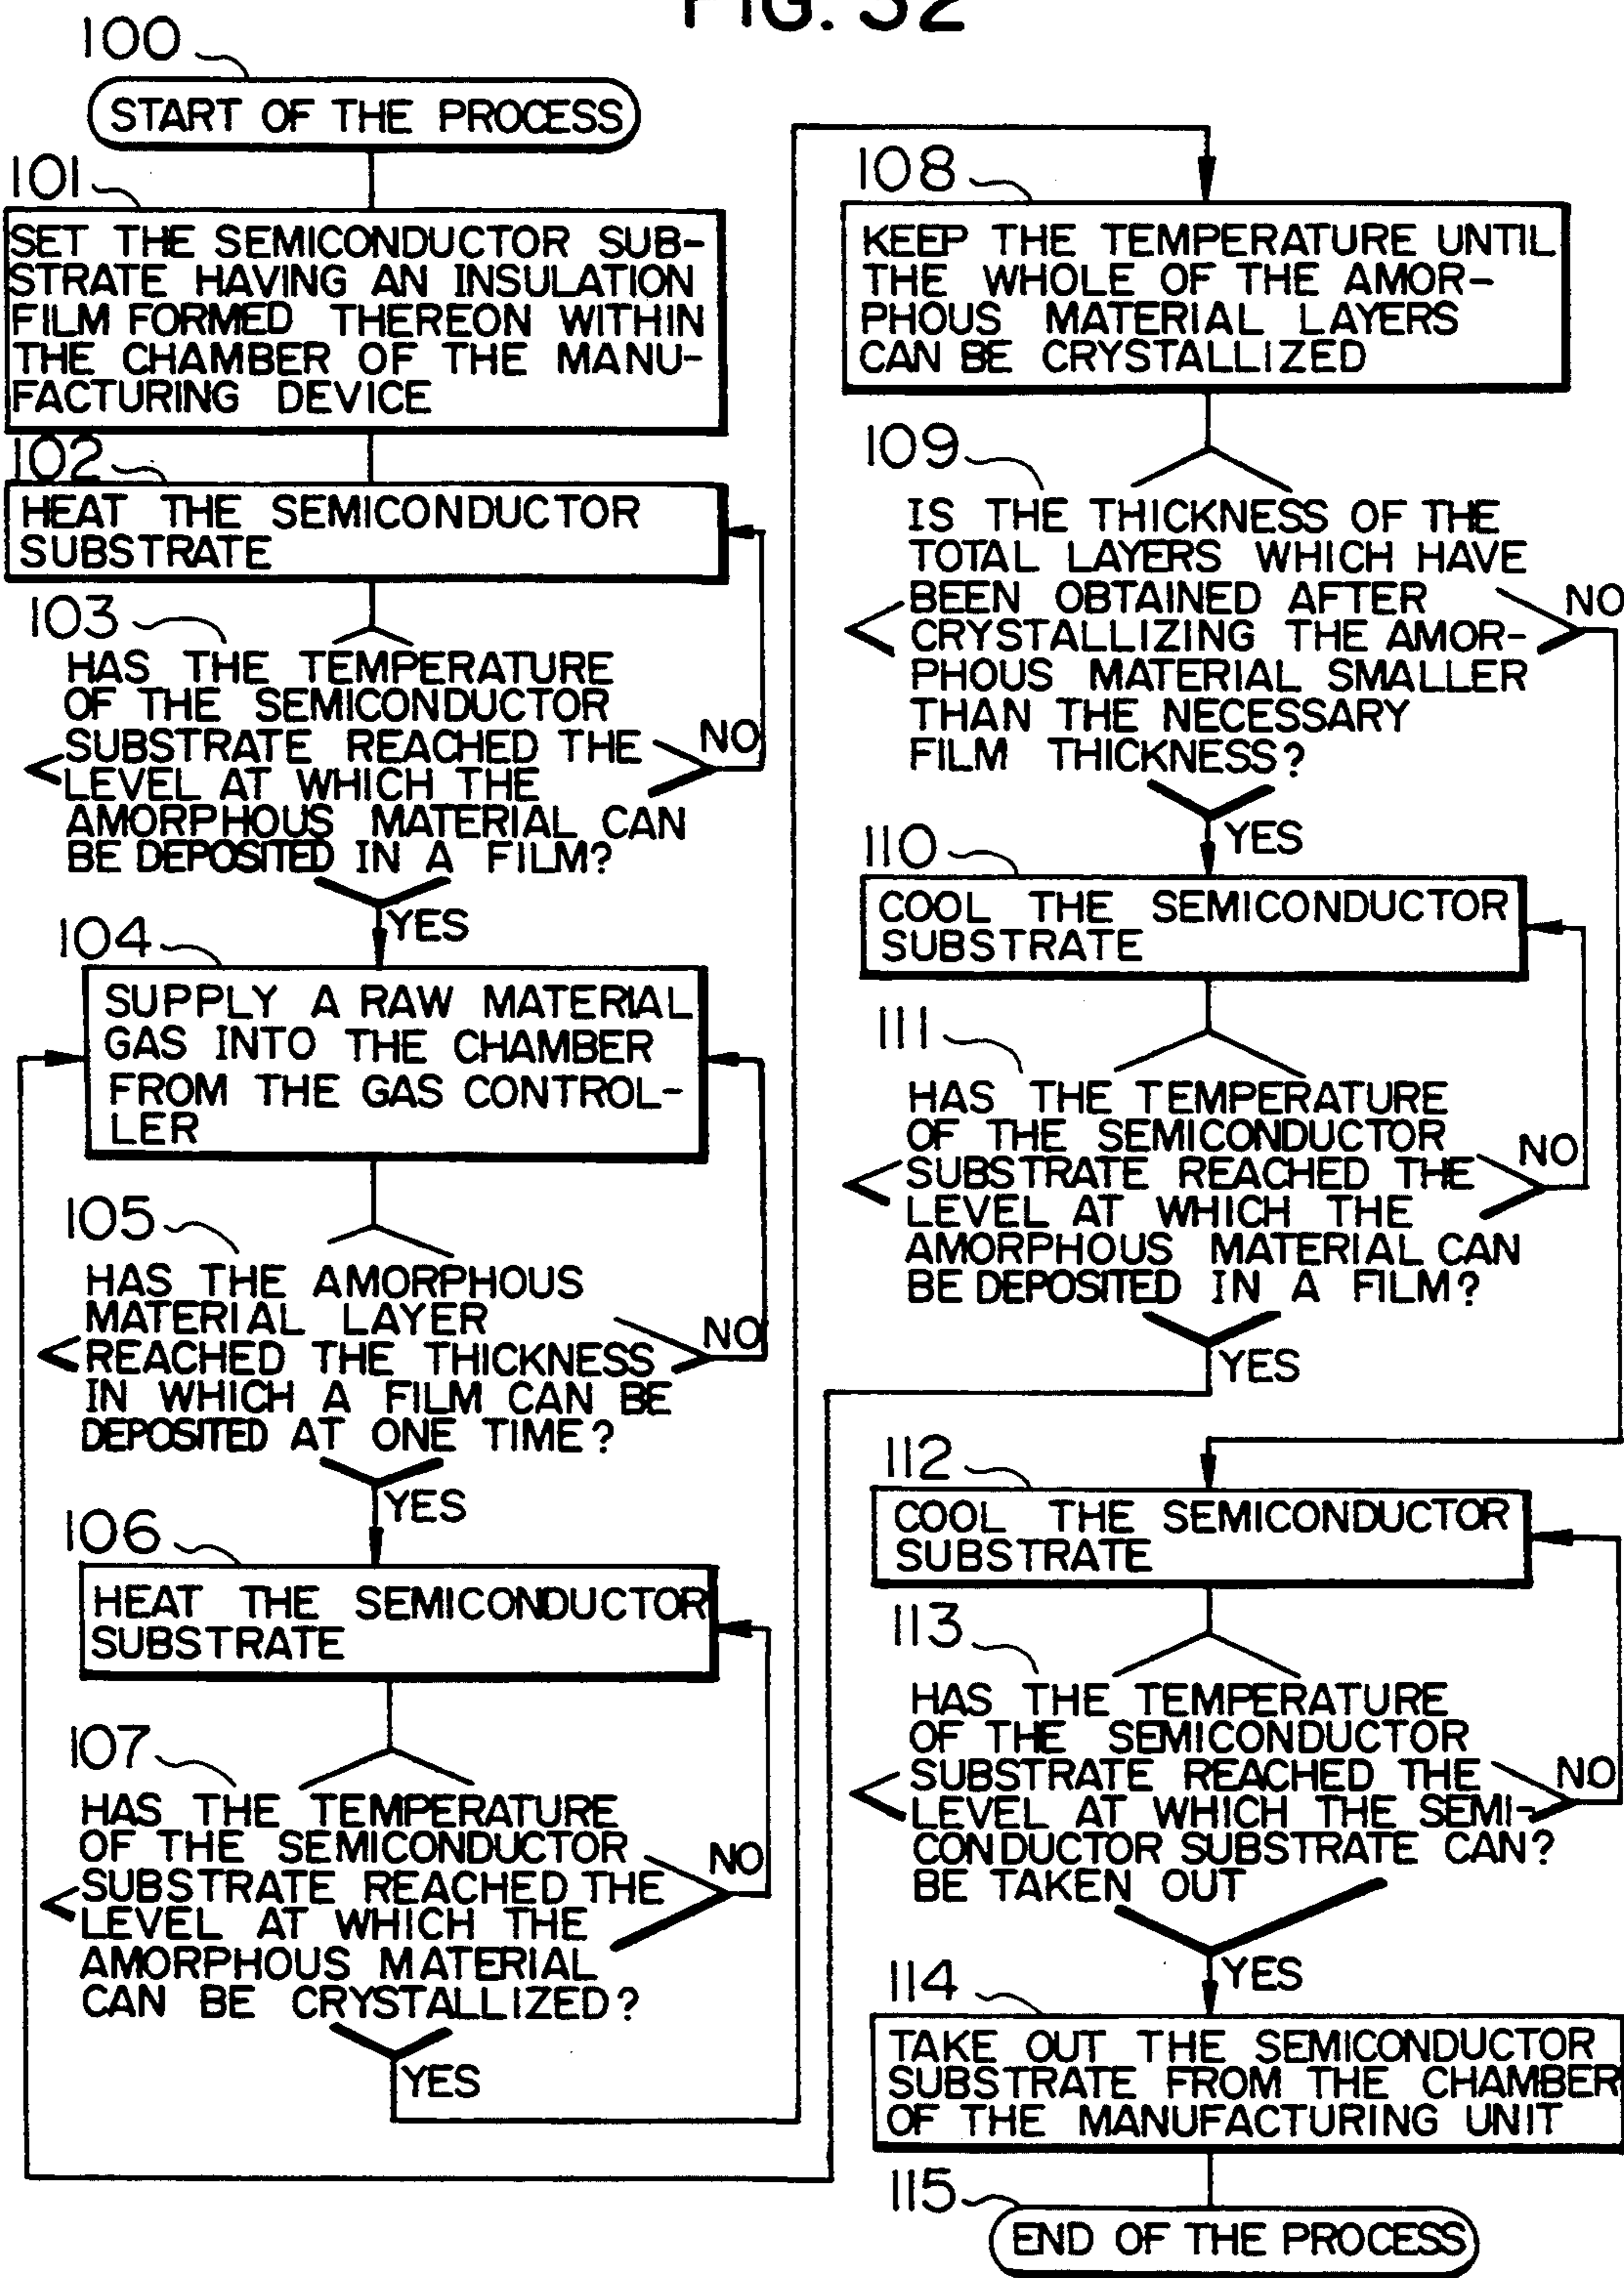 FIG. 32
100
START OF THE PROCESS
101
SET THE SEMICONDUCTOR SUB-
STRATE HAVING AN INSULATION
FILM FORMED THEREON WITHIN
THE CHAMBER OF THE MANU-
FACTURING DEVICE
102
HEAT THE SEMICONDUCTOR
SUBSTRATE
103
HAS THE TEMPERATURE
OF THE SEMICONDUCTOR
SUBSTRATE REACHED THE
LEVEL AT WHICH THE
AMORPHOUS MATERIAL CAN
BE DEPOSITED IN A FILM?
NO
YES
104
SUPPLY A RAW MATERIAL
GAS INTO THE CHAMBER
FROM THE GAS CONTROL-
LER
105
HAS THE AMORPHOUS
MATERIAL LAYER
REACHED THE THICKNESS
IN WHICH A FILM CAN BE
DEPOSITED AT ONE TIME?
NO
YES
106
HEAT THE SEMICONDUCTOR
SUBSTRATE
107
HAS THE TEMPERATURE
OF THE SEMICONDUCTOR
SUBSTRATE REACHED THE
LEVEL AT WHICH THE
AMORPHOUS MATERIAL
CAN BE CRYSTALLIZED?
NO
YES
108
KEEP THE TEMPERATURE UNTIL
THE WHOLE OF THE AMOR-
PHOUS MATERIAL LAYERS
CAN BE CRYSTALLIZED
109
IS THE THICKNESS OF THE
TOTAL LAYERS WHICH HAVE
BEEN OBTAINED AFTER
CRYSTALLIZING THE AMOR-
PHOUS MATERIAL SMALLER
THAN THE NECESSARY
FILM THICKNESS?
NO
YES
110
COOL THE SEMICONDUCTOR
SUBSTRATE
111
HAS THE TEMPERATURE
OF THE SEMICONDUCTOR
SUBSTRATE REACHED THE
LEVEL AT WHICH THE
AMORPHOUS MATERIAL CAN
BE DEPOSITED IN A FILM?
NO
YES
112
COOL THE SEMICONDUCTOR
SUBSTRATE
113
HAS THE TEMPERATURE
OF THE SEMICONDUCTOR
SUBSTRATE REACHED THE
LEVEL AT WHICH THE SEMI-
CONDUCTOR SUBSTRATE CAN?
BE TAKEN OUT
NO
YES
114
TAKE OUT THE SEMICONDUCTOR
SUBSTRATE FROM THE CHAMBER
OF THE MANUFACTURING UNIT
115
END OF THE PROCESS